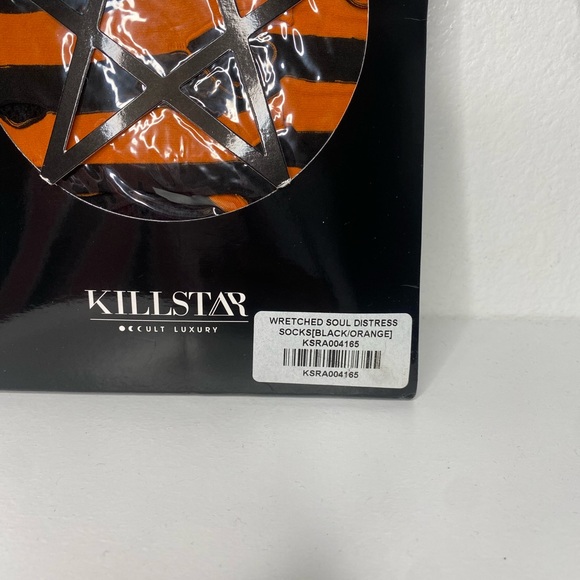 KILLSTAR
OCCULT LUXURY
WRETCHED SOUL DISTRESS
SOCKS[BLACK/ORANGE]
KSRA004165
KSRA004165